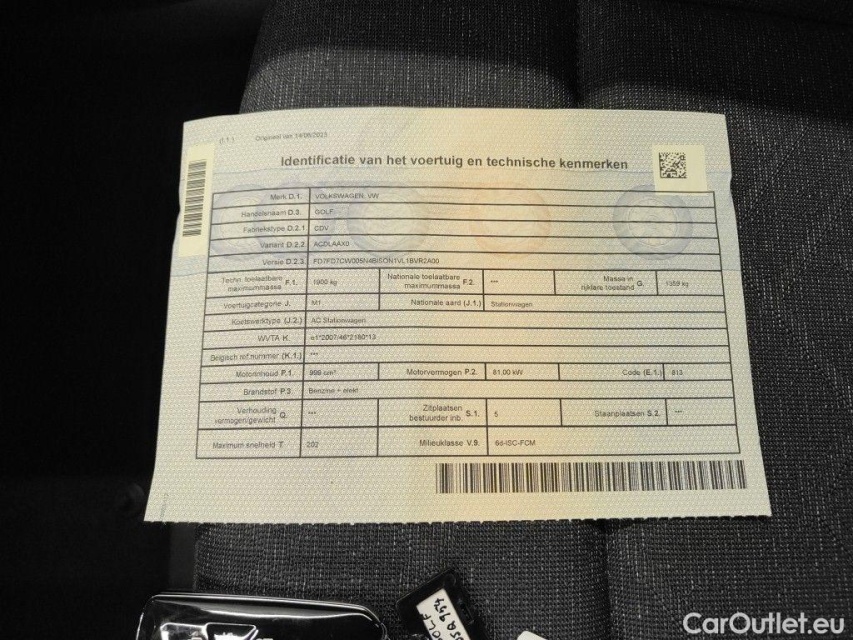 (I.1.) Origineel van 14/06/2023
Identificatie van het voertuig en technische kenmerken
Merk D.1. VOLKSWAGEN, VW
Handelsnaam D.3. GOLF
Fabriekstype D.2.1 CDV
Variant D.2.2 ACDLAAX0
Versie D.2.3 FD7FD7CW005N4BISON1VL1BVR2A00
Techn. toelaatbare maximummassa F.1. 1900 kg Nationale toelaatbare maximummassa F.2. --- Massa in rijklare toestand G. 1359 kg
Voertuigcategorie J. M1 Nationale aard (J.1.) Stationwagen
Koetswerktype (J.2.) AC Stationwagen
WVTA K. e1*2007/46*2180*13
Belgisch ref.nummer (K.1.) ---
Motorinhoud P.1. 999 cm³ Motorvermogen P.2. 81,00 kW Code (E.1.) 813
Brandstof P.3. Benzine + elekt
Verhouding vermogen/gewicht Q. --- Zitplaatsen bestuurder inb. S.1. 5 Staanplaatsen S.2. ---
Maximum snelheid T. 202 Milieuklasse V.9. 6d-ISC-FCM
GOLF
CarOutlet.eu